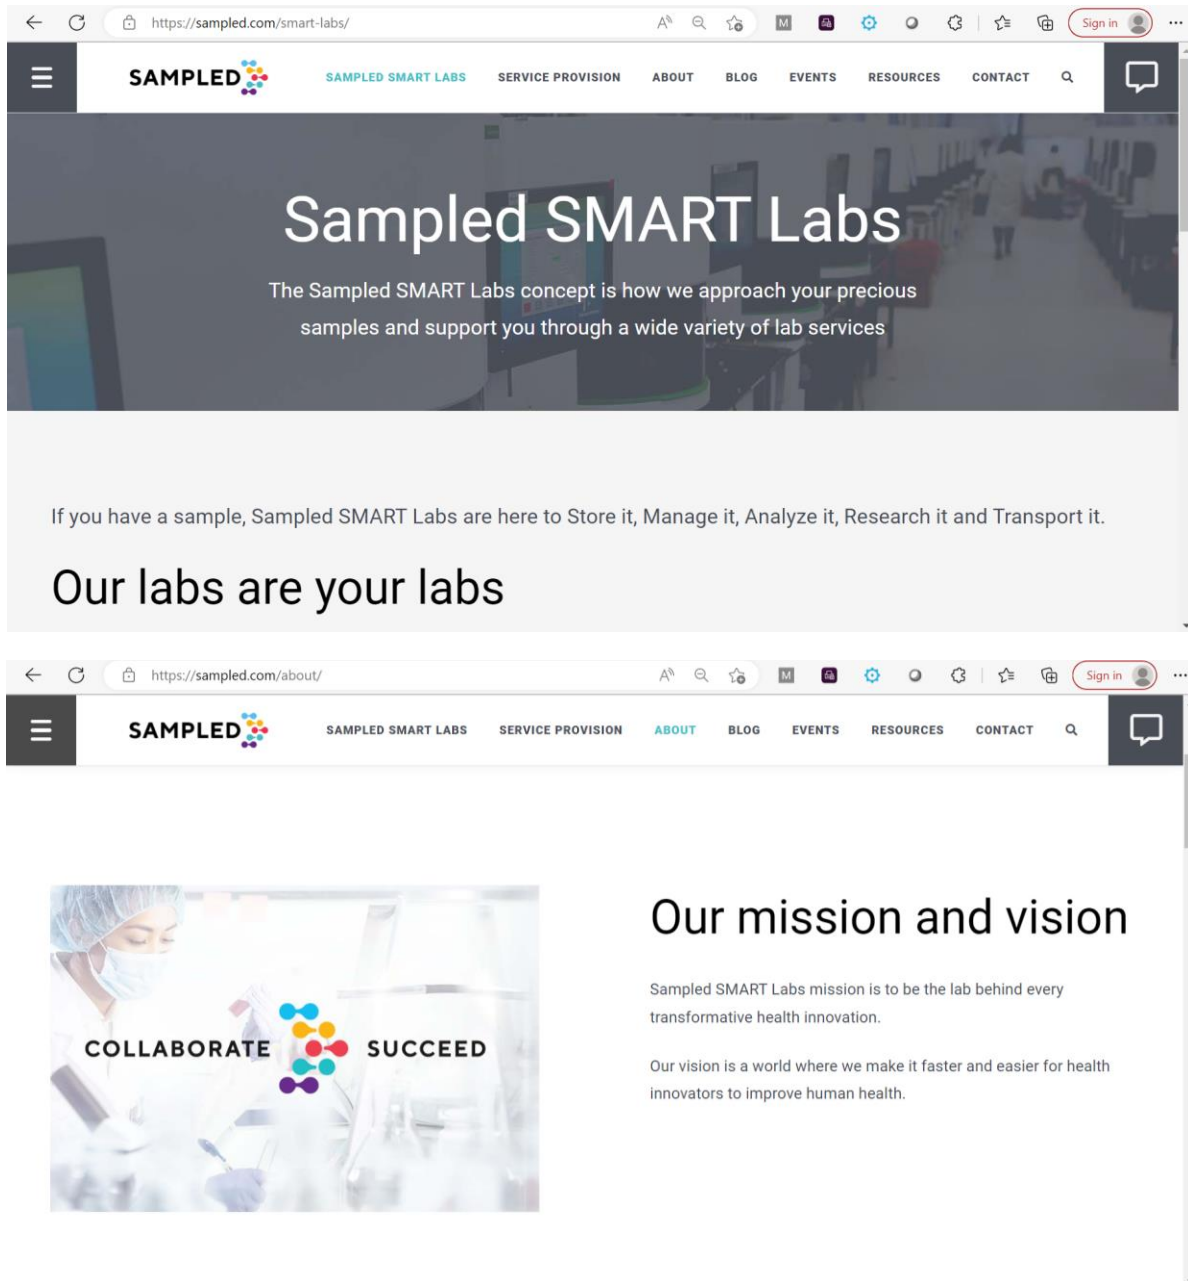 https://sampled.com/smart-labs/
A
M
Sign in
SAMPLED
SAMPLED SMART LABS SERVICE PROVISION ABOUT BLOG EVENTS RESOURCES CONTACT
Sampled SMART Labs
The Sampled SMART Labs concept is how we approach your precious
samples and support you through a wide variety of lab services
If you have a sample, Sampled SMART Labs are here to Store it, Manage it, Analyze it, Research it and Transport it.
Our labs are your labs
https://sampled.com/about/
A
M
Sign in
SAMPLED
SAMPLED SMART LABS SERVICE PROVISION ABOUT BLOG EVENTS RESOURCES CONTACT
COLLABORATE SUCCEED
Our mission and vision
Sampled SMART Labs mission is to be the lab behind every
transformative health innovation.
Our vision is a world where we make it faster and easier for health
innovators to improve human health.